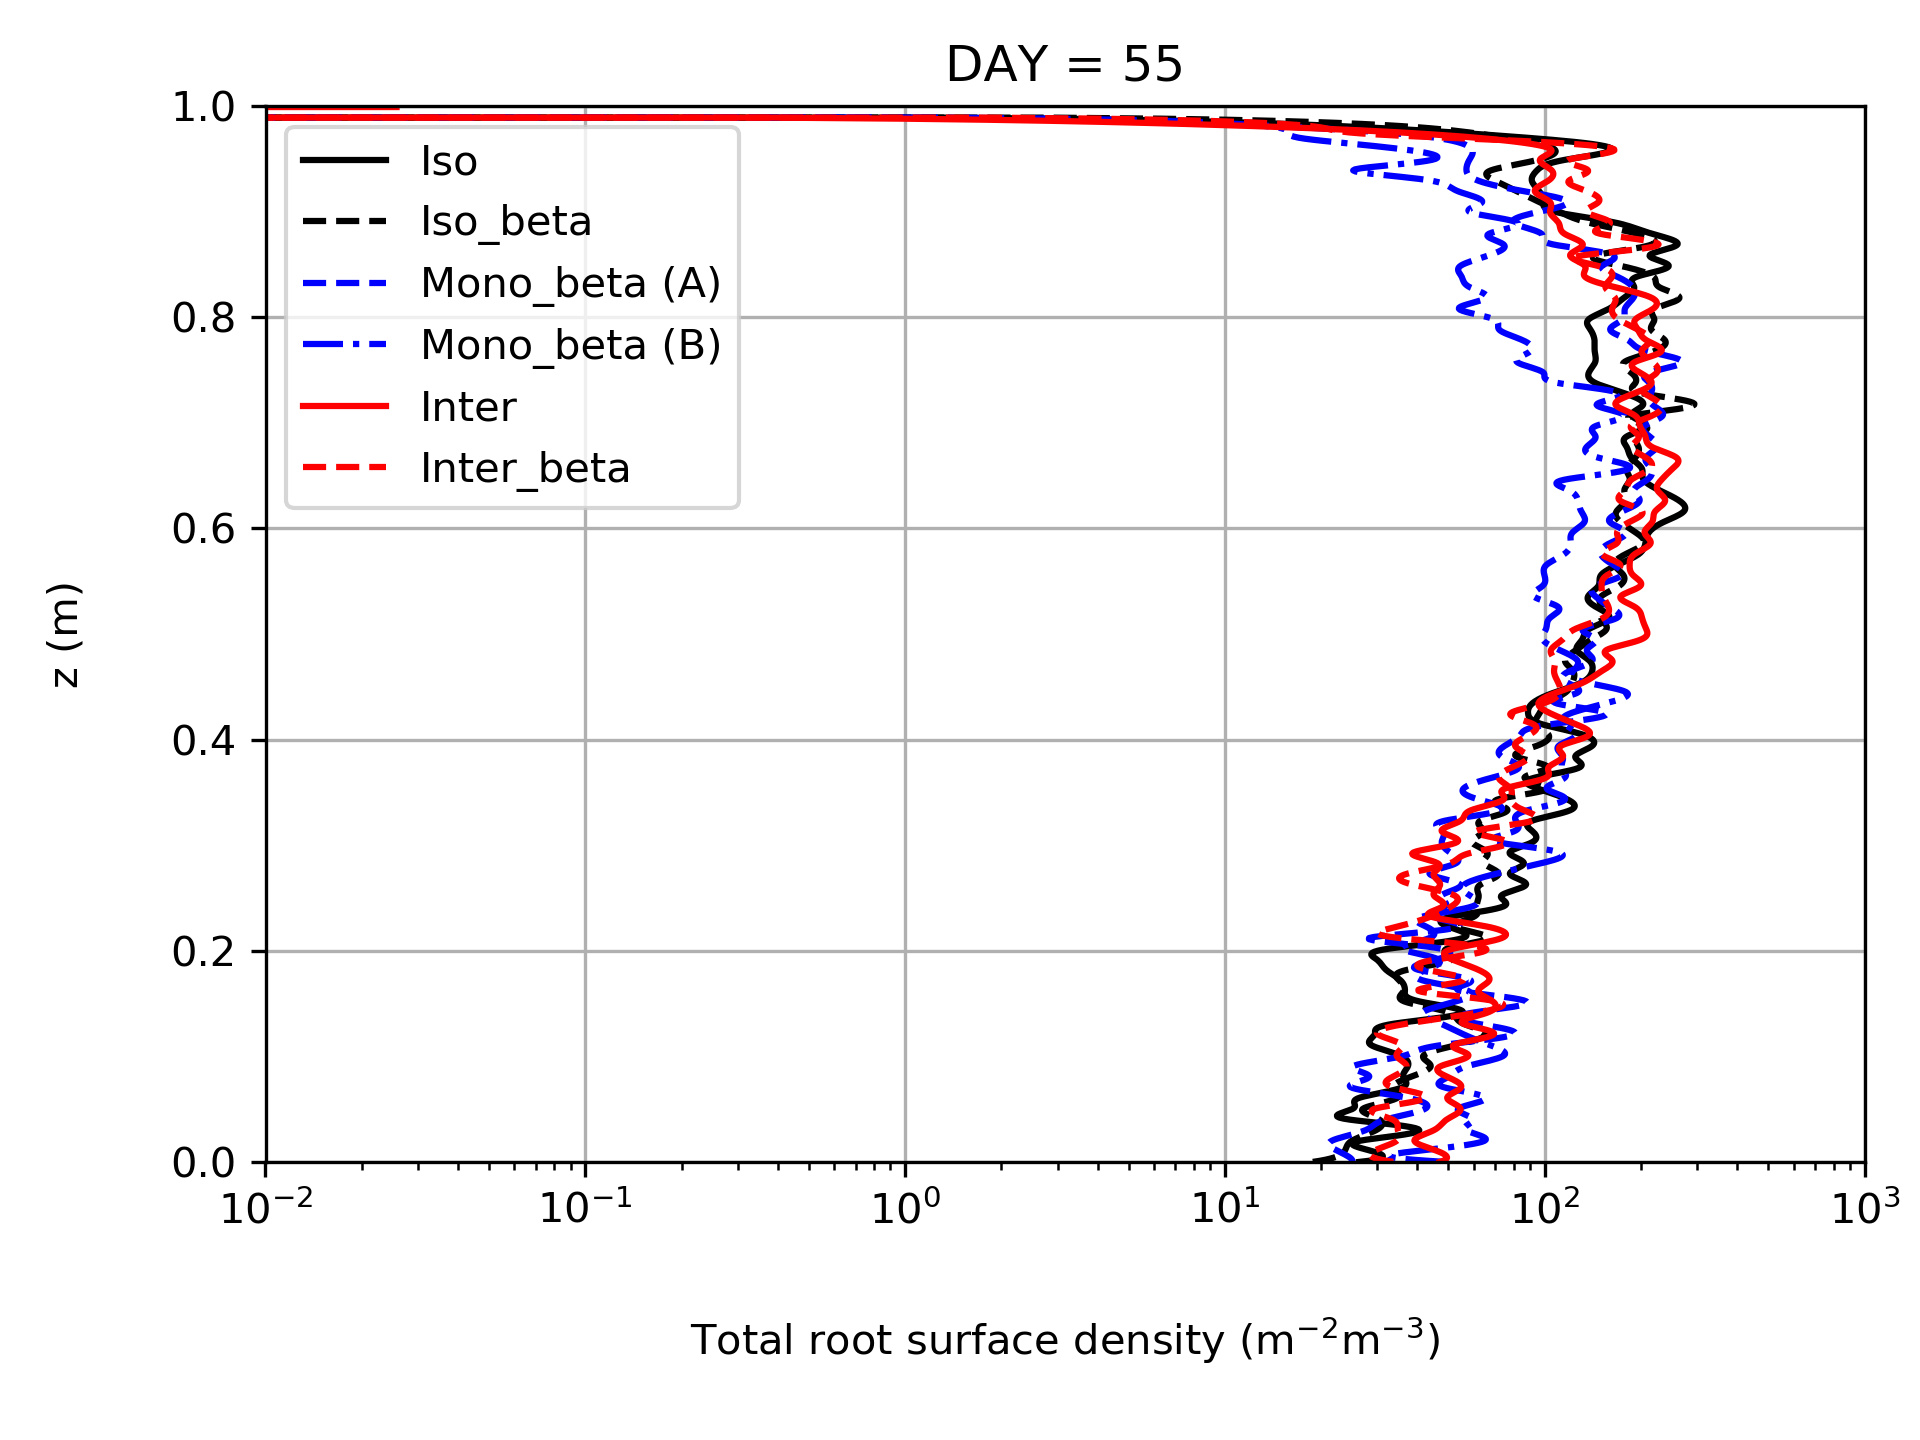 DAY = 55
1.0
0.8
0.6
0.4
0.2
0.0
z (m)
Iso
Iso_beta
Mono_beta (A)
Mono_beta (B)
Inter
Inter_beta
10⁻² 10⁻¹ 10⁰ 10¹ 10² 10³
Total root surface density (m⁻²m⁻³)